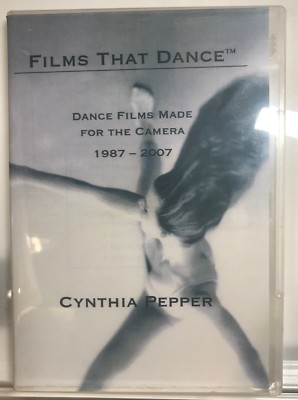 FILMS THAT DANCE™
DANCE FILMS MADE
FOR THE CAMERA
1987 – 2007
CYNTHIA PEPPER